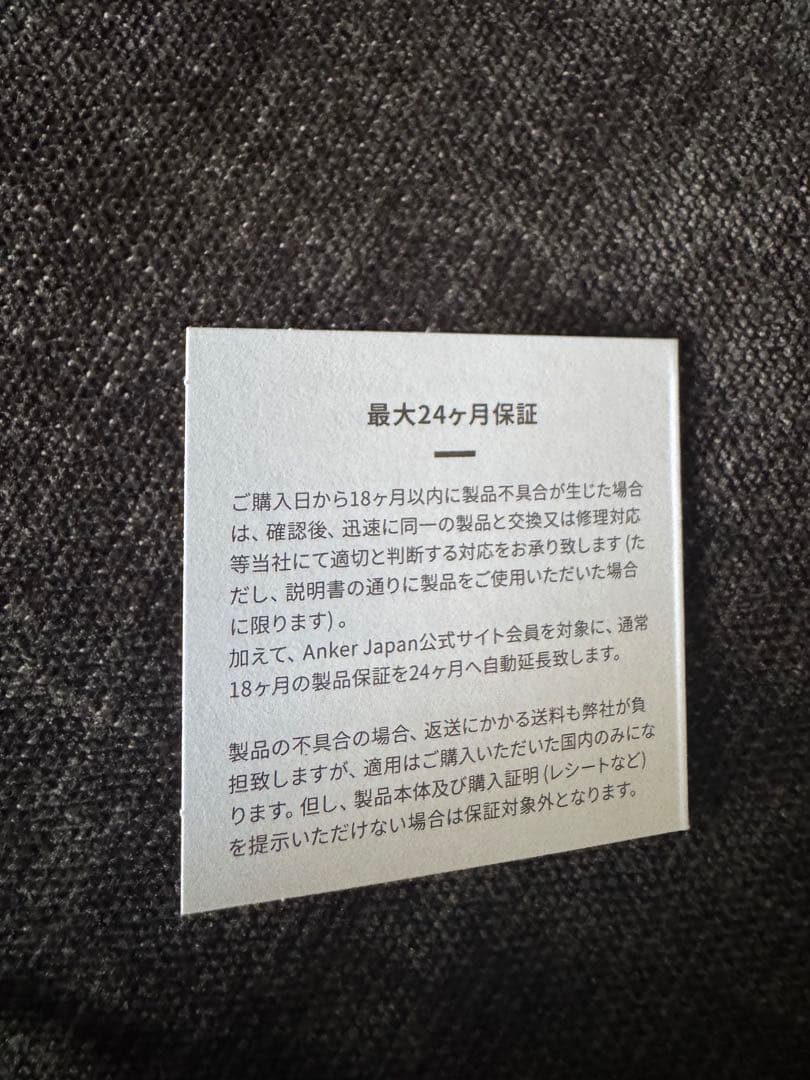 最大24ヶ月保証
ご購入日から18ヶ月以内に製品不具合が生じた場合
は、確認後、迅速に同一の製品と交換又は修理対応
等当社にて適切と判断する対応をお承り致します(た
だし、説明書の通りに製品をご使用いただいた場合
に限ります)。
加えて、Anker Japan公式サイト会員を対象に、通常
18ヶ月の製品保証を24ヶ月へ自動延長致します。
製品の不具合の場合、返送にかかる送料も弊社が負
担致しますが、適用はご購入いただいた国内のみにな
ります。但し、製品本体及び購入証明(レシートなど)
を提示いただけない場合は保証対象外となります。